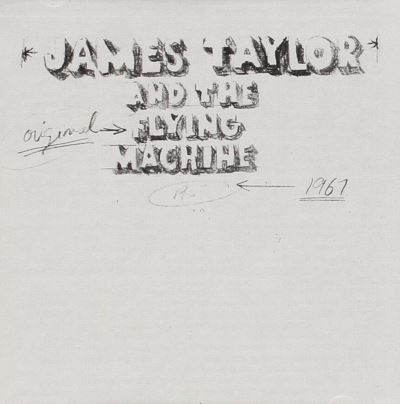 * JAMES TAYLOR *
AND THE
original → FLYING
MACHINE
← 1967